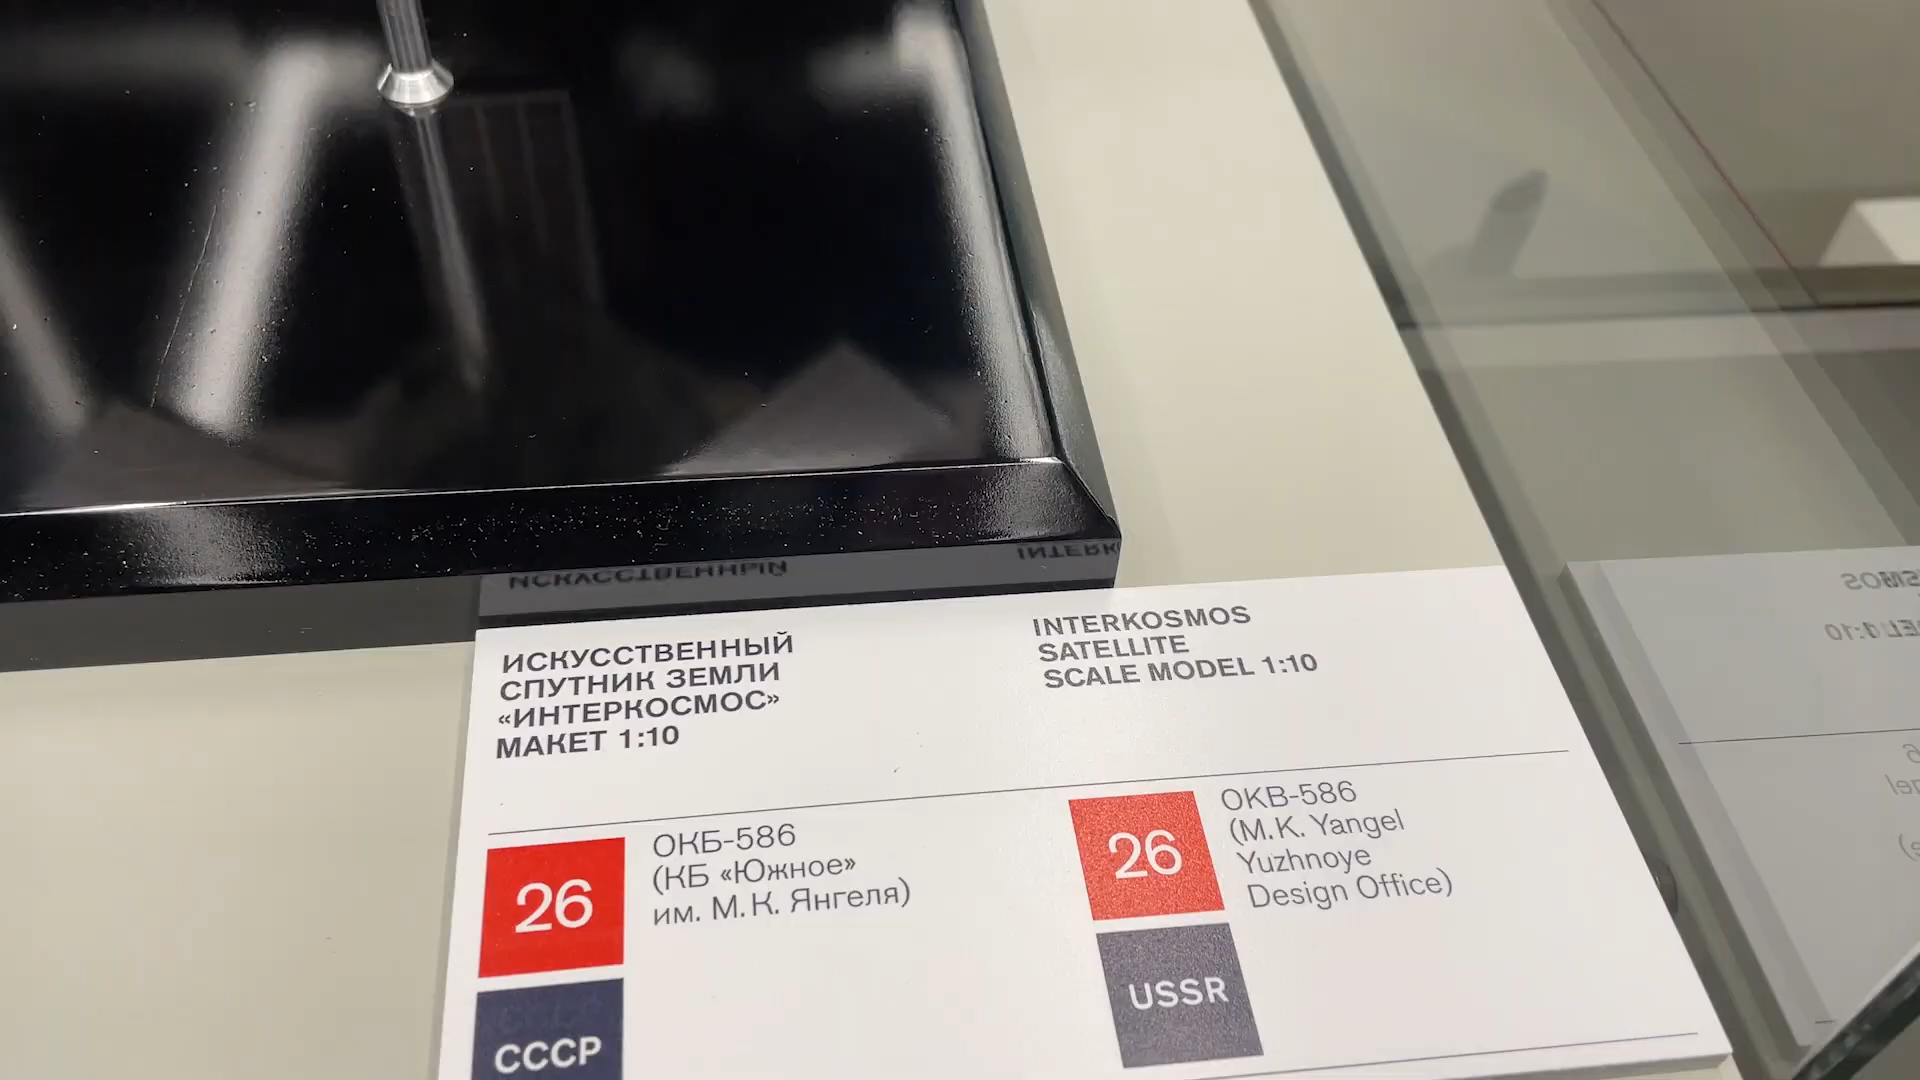 ИСКУССТВЕННЫЙ
СПУТНИК ЗЕМЛИ
«ИНТЕРКОСМОС»
МАКЕТ 1:10
INTERKOSMOS
SATELLITE
SCALE MODEL 1:10
26
ОКБ-586
(КБ «Южное»
им. М.К. Янгеля)
СССР
26
OKB-586
(M.K. Yangel
Yuzhnoye
Design Office)
USSR